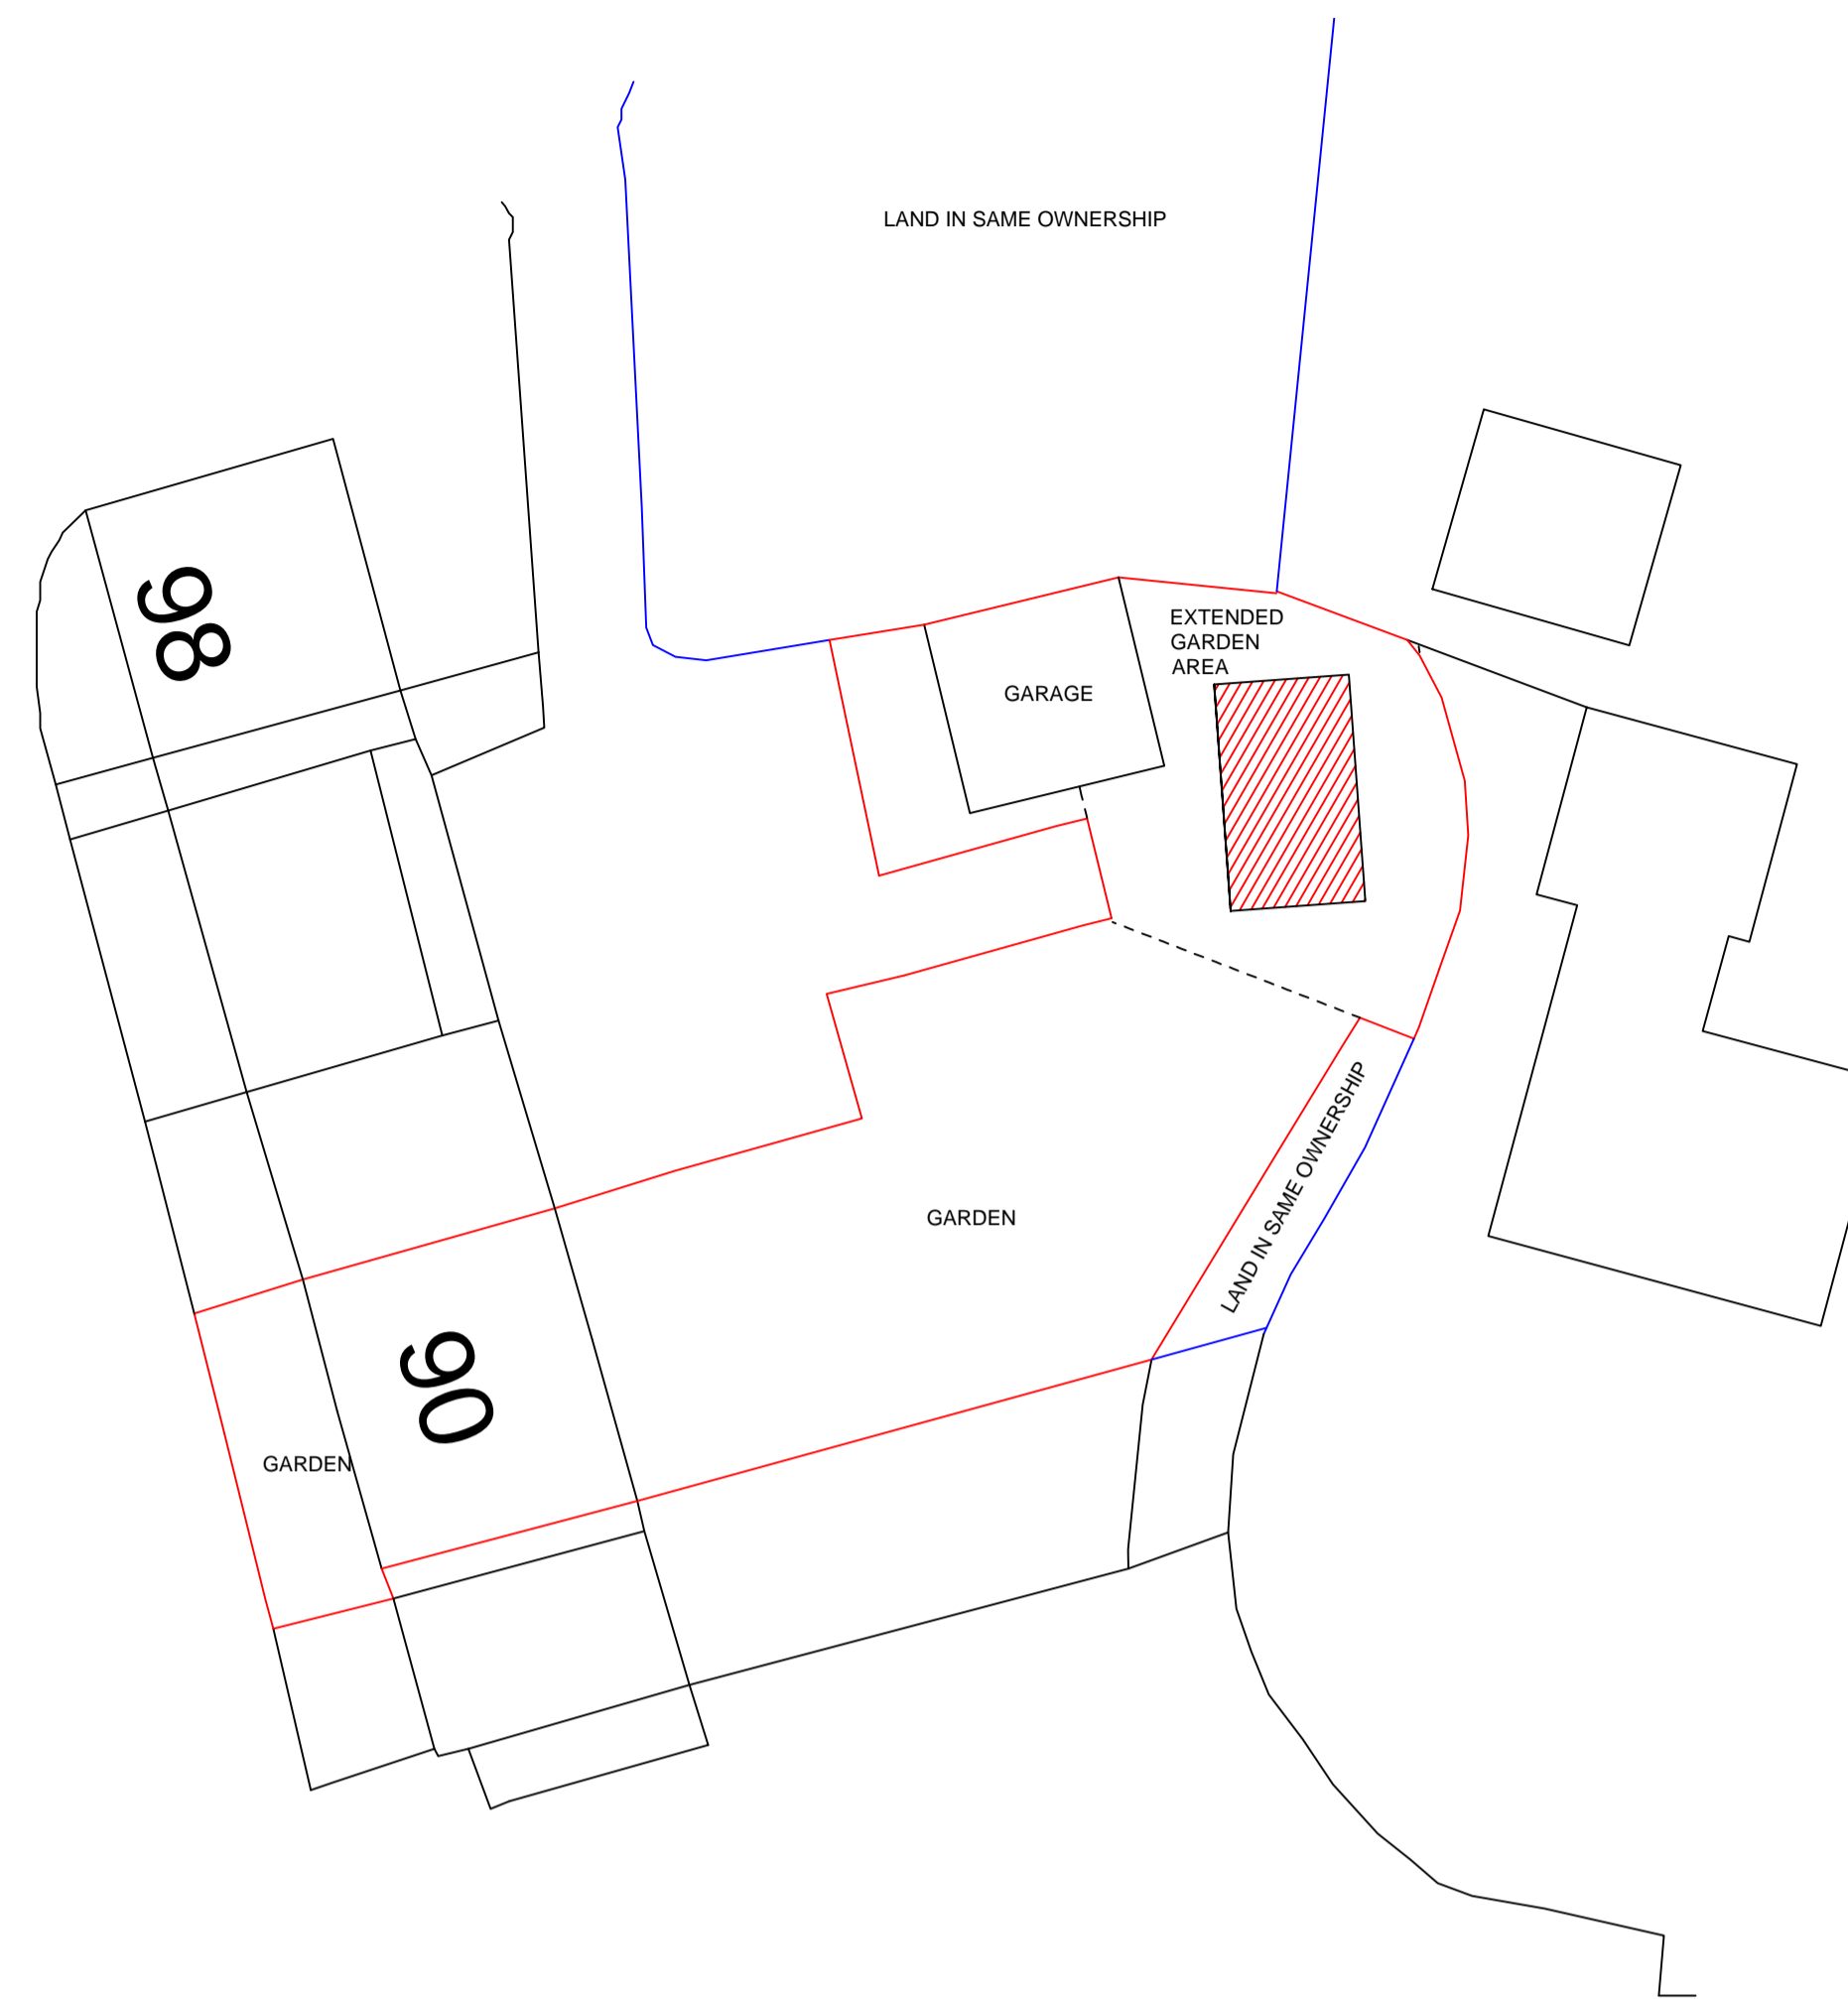 LAND IN SAME OWNERSHIP
98
EXTENDED
GARDEN
AREA
GARAGE
LAND IN SAME OWNERSHIP
GARDEN
90
GARDEN